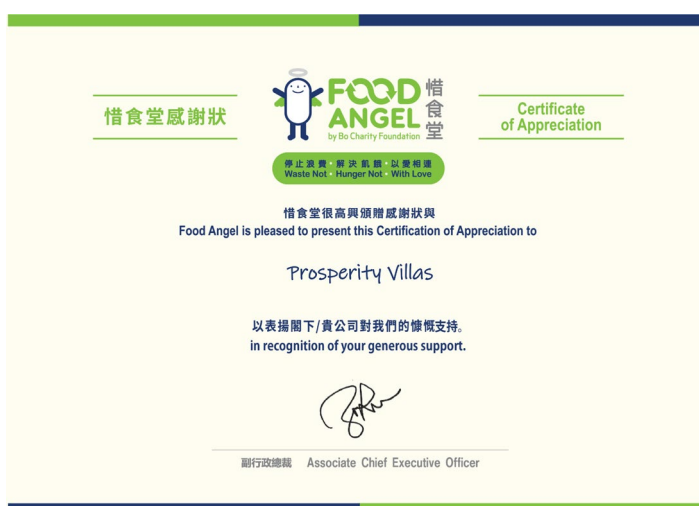 惜食堂感謝狀
FOOD
ANGEL
by Bo Charity Foundation
惜食堂
Certificate
of Appreciation
停止浪費・解決飢餓・以愛相連
Waste Not・Hunger Not・With Love
惜食堂很高興頒贈感謝狀與
Food Angel is pleased to present this Certification of Appreciation to
Prosperity Villas
以表揚閣下/貴公司對我們的慷慨支持。
in recognition of your generous support.
副行政總裁 Associate Chief Executive Officer